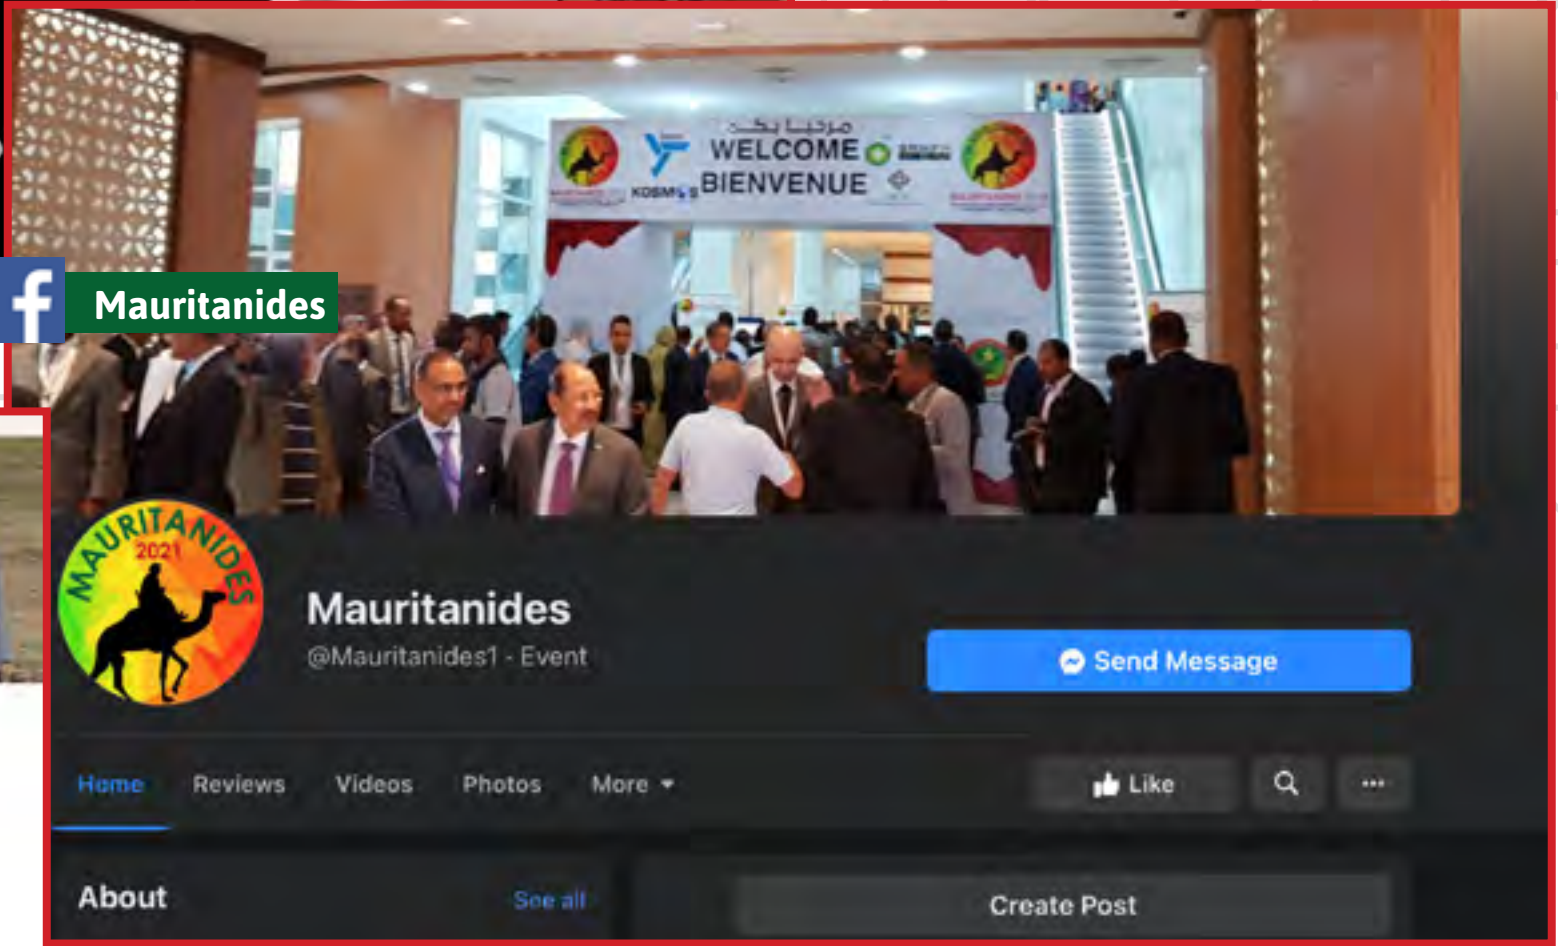 مرحبا بكم
WELCOME
BIENVENUE
KOSMOS
f Mauritanides
MAURITANIDES
2021
Mauritanides
@Mauritanides1 - Event
Send Message
Home Reviews Videos Photos More
Like
About
See all
Create Post